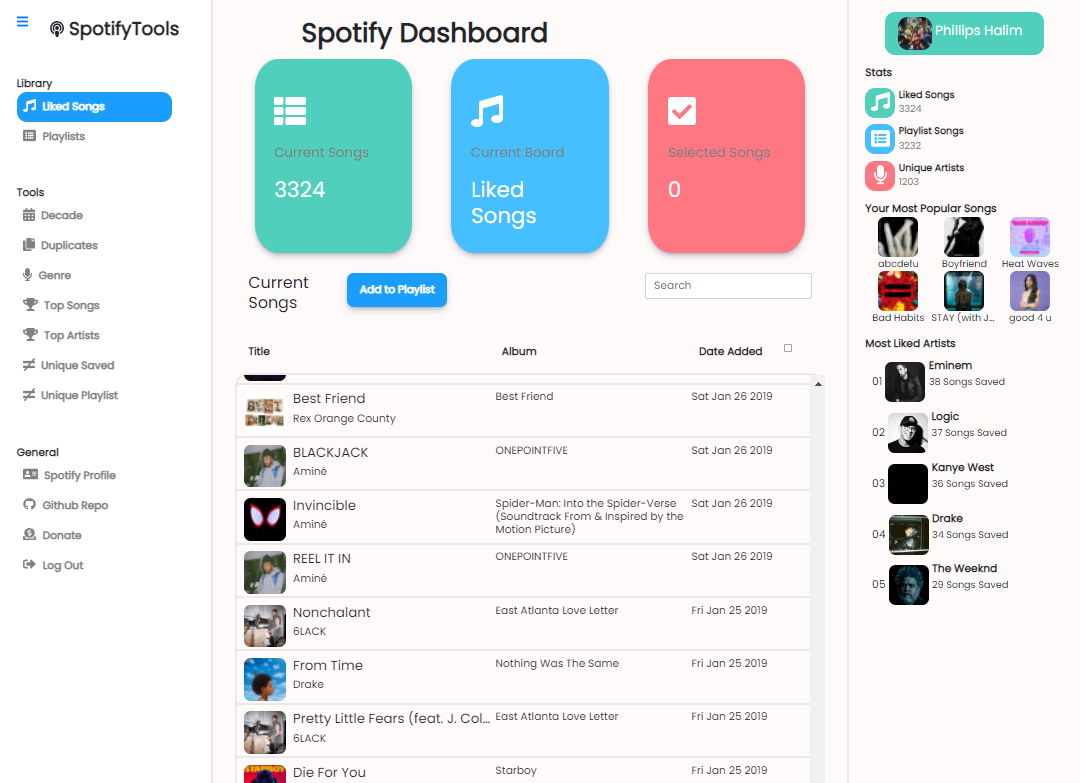 SpotifyTools
Library
Liked Songs
Playlists
Tools
Decade
Duplicates
Genre
Top Songs
Top Artists
Unique Saved
Unique Playlist
General
Spotify Profile
Github Repo
Donate
Log Out
Spotify Dashboard
Current Songs
3324
Current Board
Liked
Songs
Selected Songs
0
Current
Songs
Add to Playlist
Search
Title Album Date Added
Best Friend Best Friend Sat Jan 26 2019
Rex Orange County
BLACKJACK ONEPOINTFIVE Sat Jan 26 2019
Aminé
Invincible Spider-Man: Into the Spider-Verse Sat Jan 26 2019
(Soundtrack From & Inspired by the
Aminé
Motion Picture)
REEL IT IN ONEPOINTFIVE Sat Jan 26 2019
Aminé
Nonchalant East Atlanta Love Letter Fri Jan 25 2019
6LACK
From Time Nothing Was The Same Fri Jan 25 2019
Drake
Pretty Little Fears (feat. J. Col... East Atlanta Love Letter Fri Jan 25 2019
6LACK
Die For You Starboy Fri Jan 25 2019
Phillips Halim
Stats
Liked Songs
3324
Playlist Songs
3232
Unique Artists
1203
Your Most Popular Songs
abcdefu Boyfriend Heat Waves
Bad Habits STAY (with J... good 4 u
Most Liked Artists
01 Eminem
38 Songs Saved
02 Logic
37 Songs Saved
03 Kanye West
36 Songs Saved
04 Drake
34 Songs Saved
05 The Weeknd
29 Songs Saved